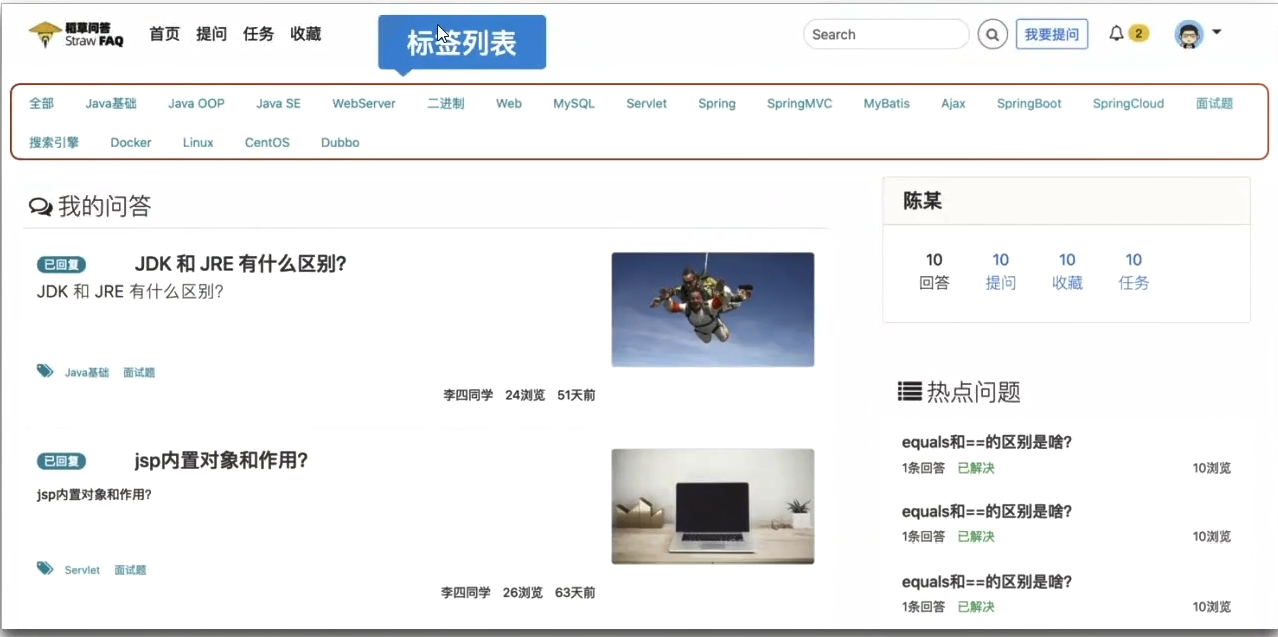 稻草问答
Straw FAQ
首页 提问 任务 收藏
标签列表
Search
我要提问
2
全部 Java基础 Java OOP Java SE WebServer 二进制 Web MySQL Servlet Spring SpringMVC MyBatis Ajax SpringBoot SpringCloud 面试题
搜索引擎 Docker Linux CentOS Dubbo
我的问答
已回复 JDK 和 JRE 有什么区别?
JDK 和 JRE 有什么区别?
Java基础 面试题
李四同学 24浏览 51天前
已回复 jsp内置对象和作用?
jsp内置对象和作用?
Servlet 面试题
李四同学 26浏览 63天前
陈某
10 10 10 10
回答 提问 收藏 任务
热点问题
equals和==的区别是啥?
1条回答 已解决 10浏览
equals和==的区别是啥?
1条回答 已解决 10浏览
equals和==的区别是啥?
1条回答 已解决 10浏览